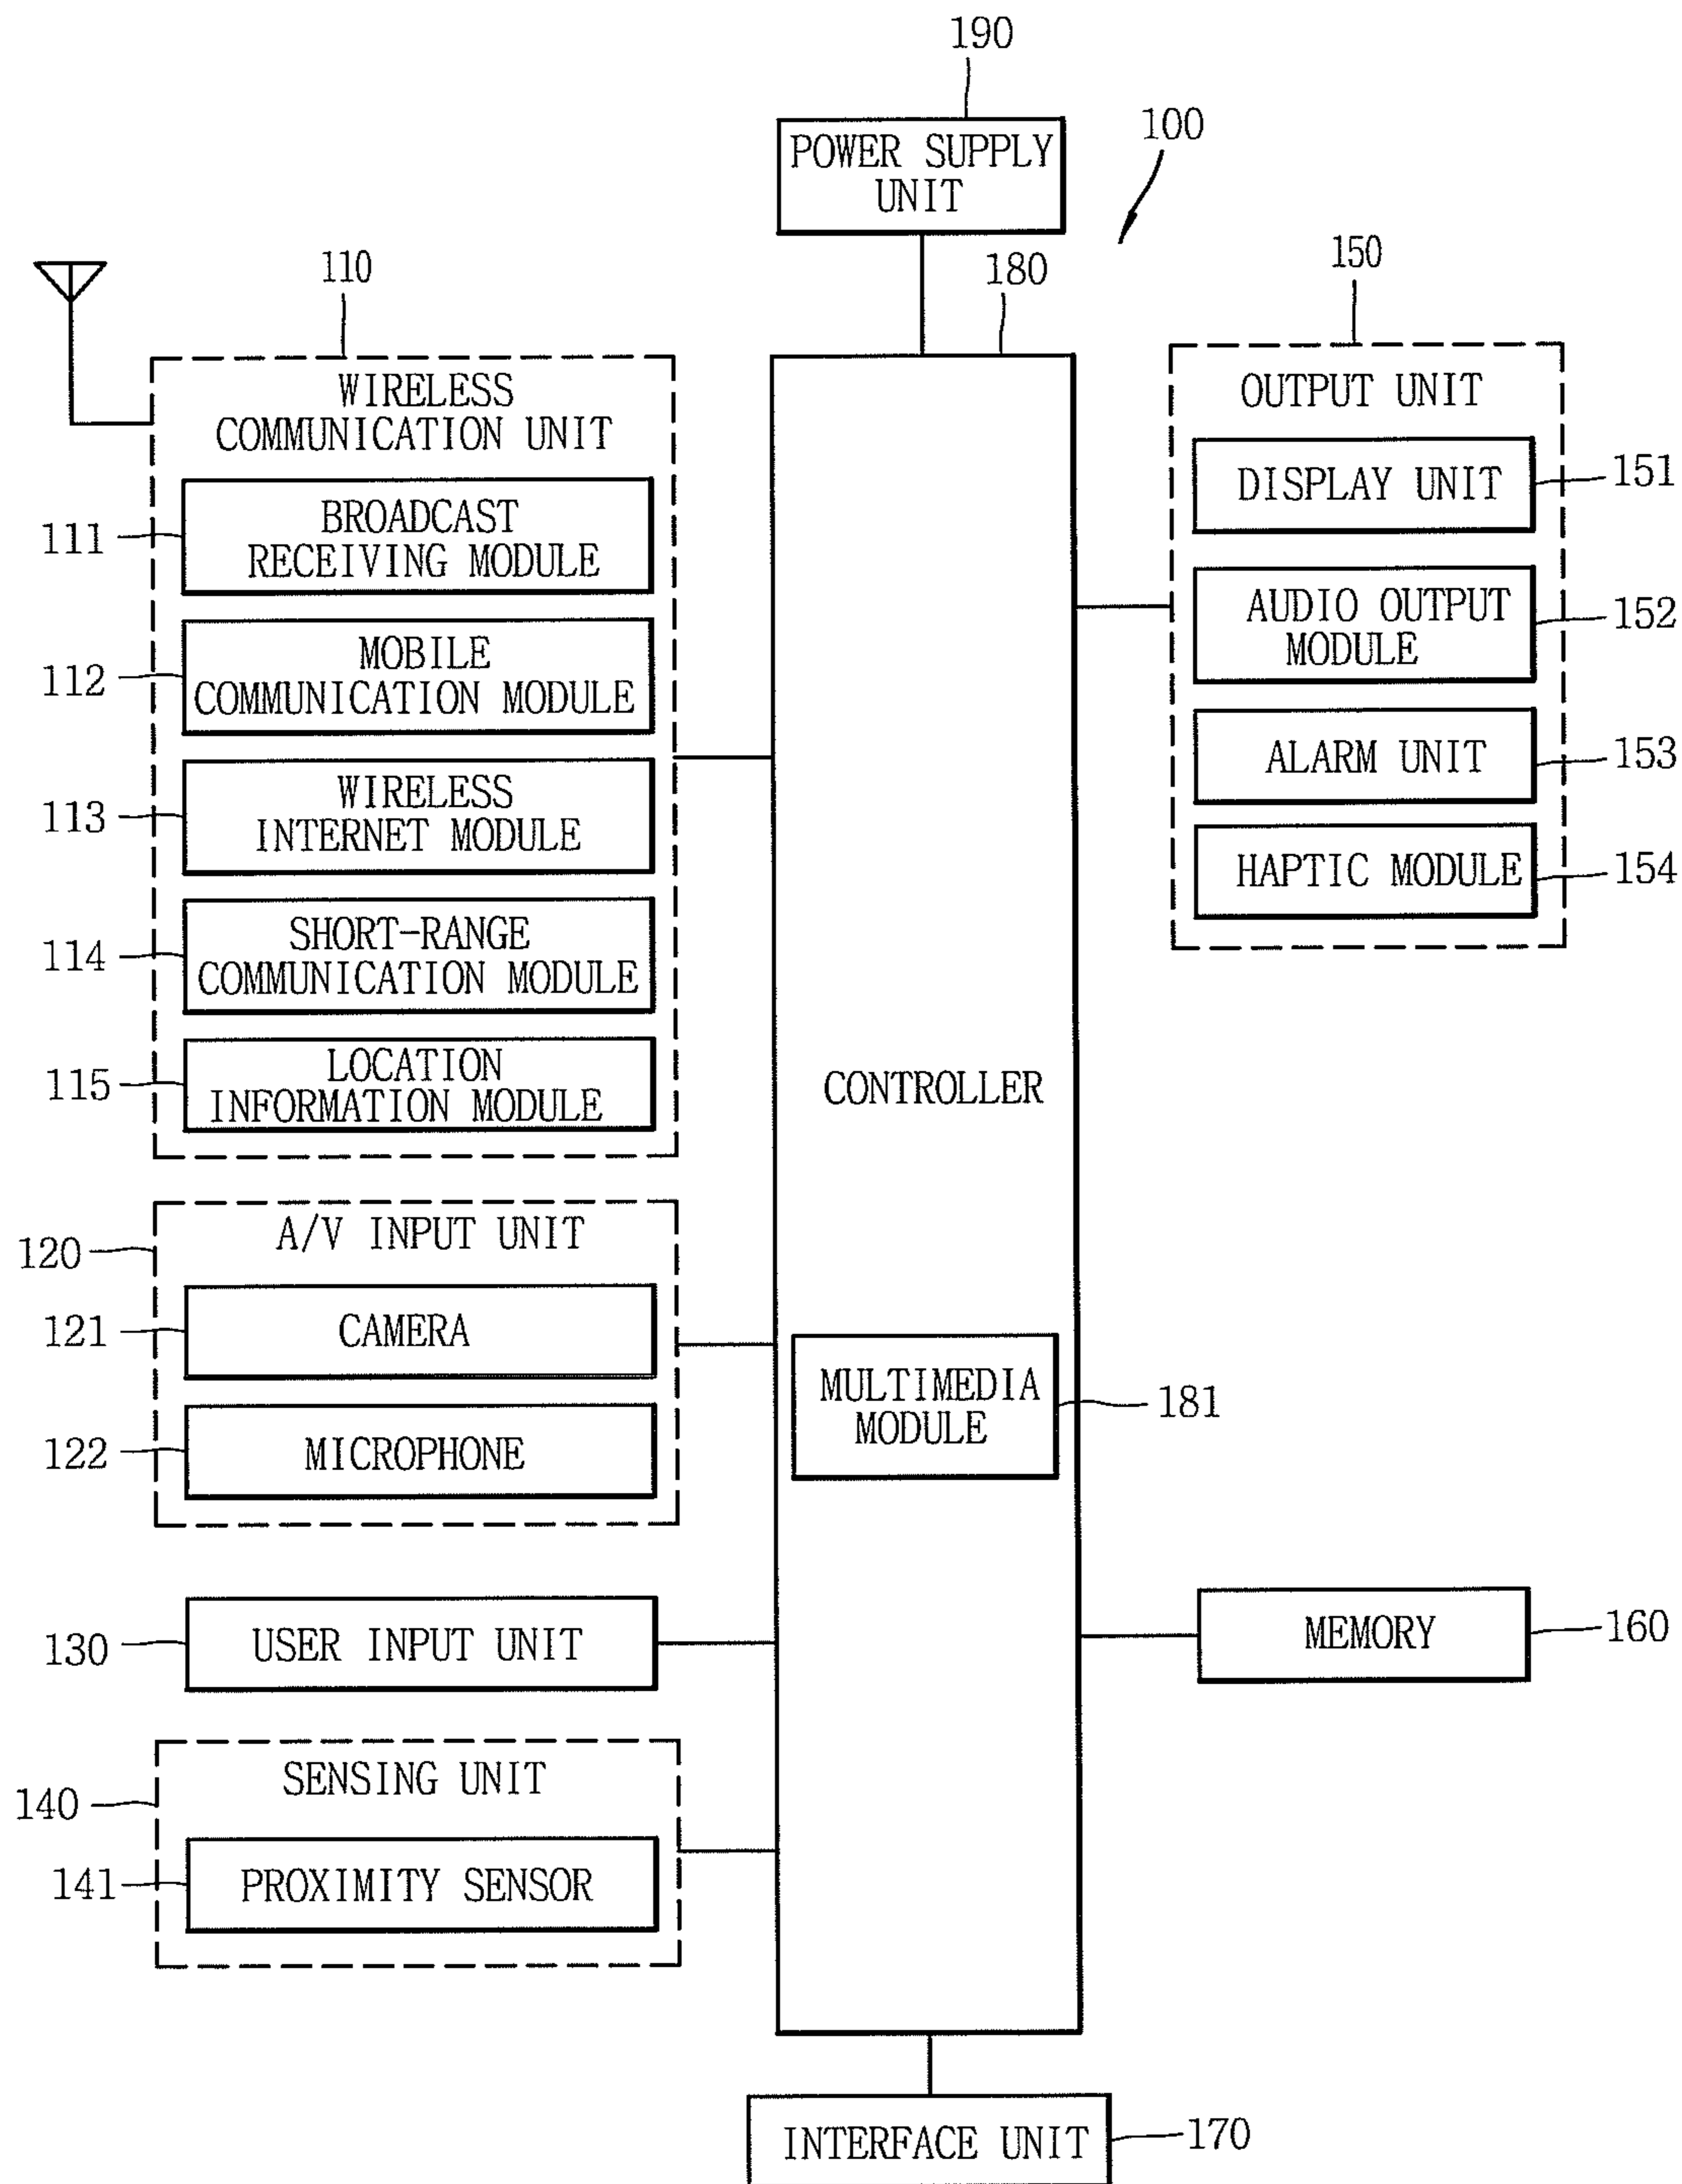 190
POWER SUPPLY
UNIT
100
110
180
150
WIRELESS
COMMUNICATION UNIT
111
BROADCAST
RECEIVING MODULE
112
MOBILE
COMMUNICATION MODULE
113
WIRELESS
INTERNET MODULE
114
SHORT-RANGE
COMMUNICATION MODULE
115
LOCATION
INFORMATION MODULE
120
A/V INPUT UNIT
121
CAMERA
122
MICROPHONE
130
USER INPUT UNIT
140
SENSING UNIT
141
PROXIMITY SENSOR
CONTROLLER
MULTIMEDIA
MODULE
181
OUTPUT UNIT
DISPLAY UNIT
151
AUDIO OUTPUT
MODULE
152
ALARM UNIT
153
HAPTIC MODULE
154
MEMORY
160
INTERFACE UNIT
170